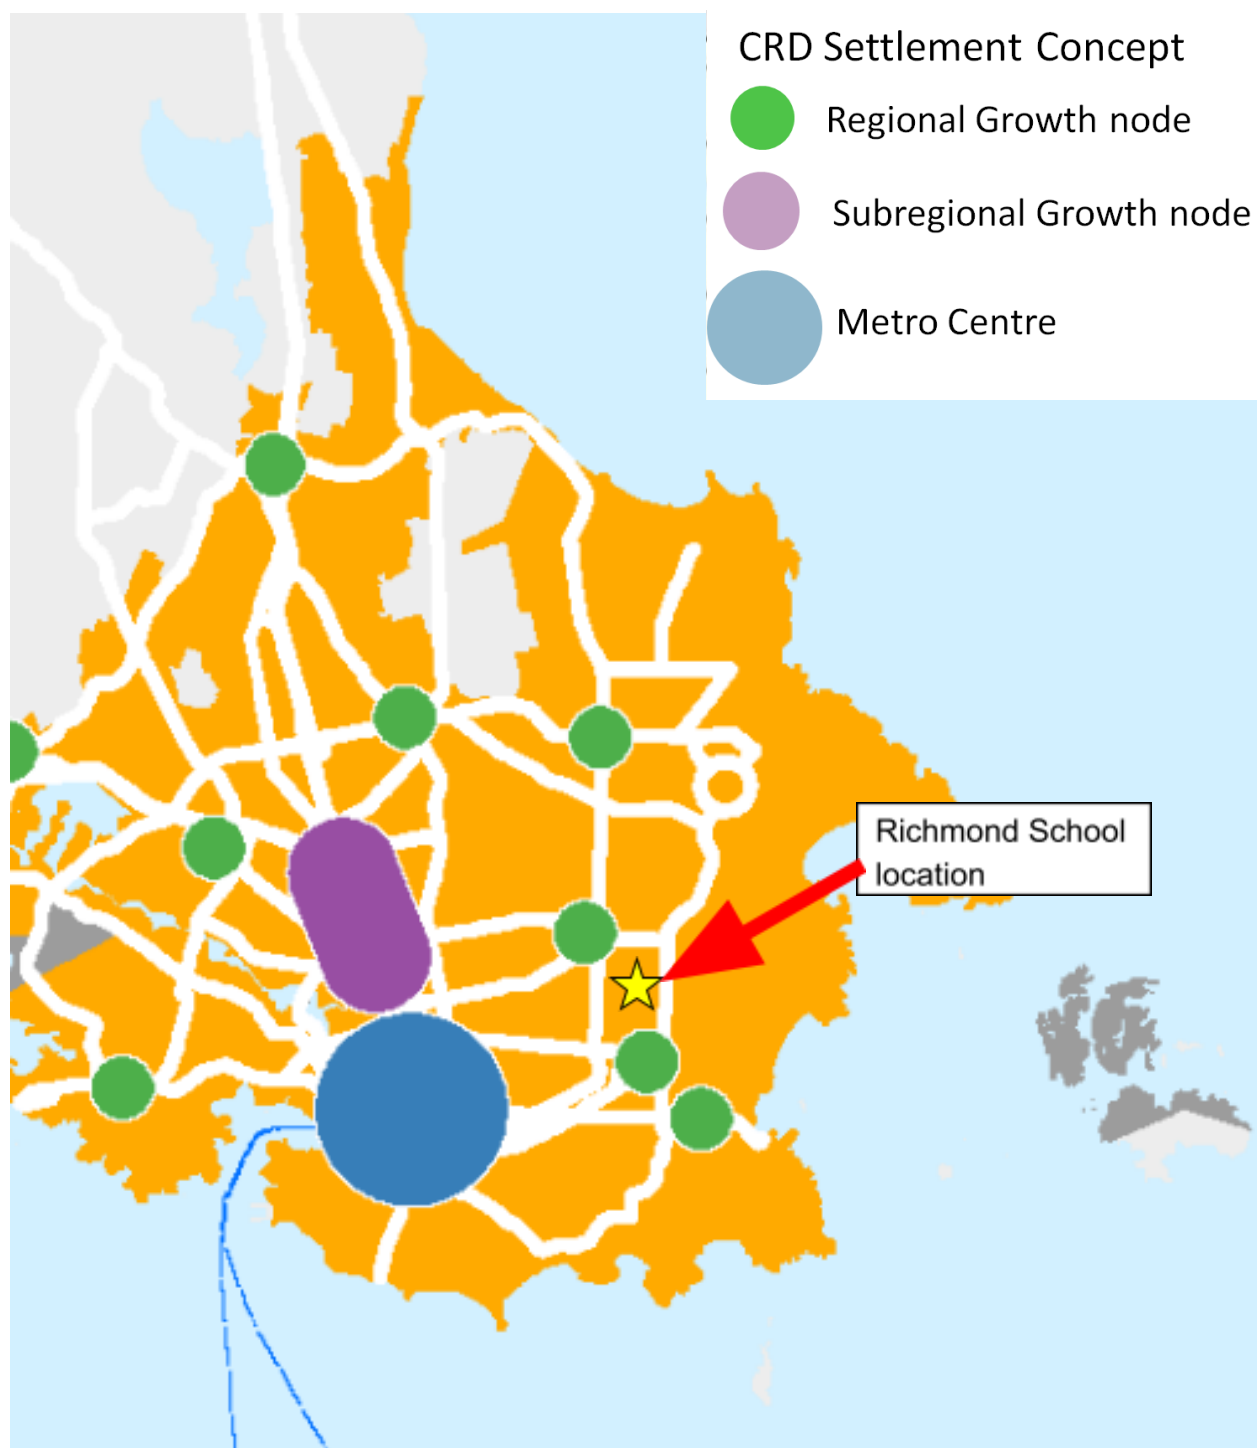 CRD Settlement Concept
Regional Growth node
Subregional Growth node
Metro Centre
Richmond School
location